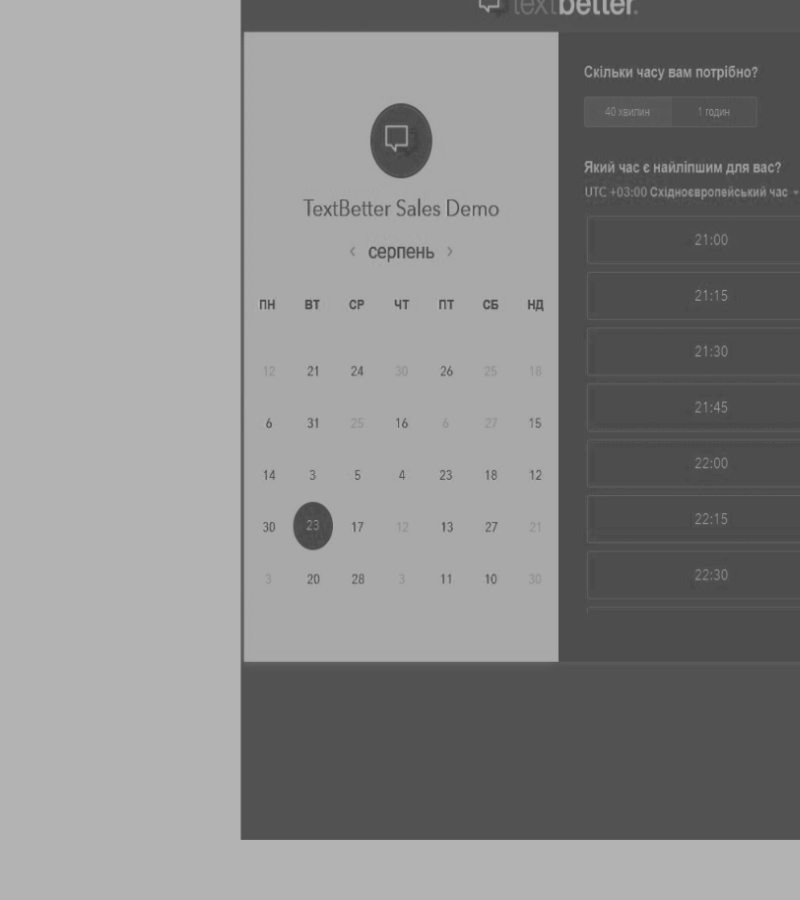 textbetter.
TextBetter Sales Demo
‹ серпень ›
ПН ВТ СР ЧТ ПТ СБ НД
12 21 24 30 26 25 18
6 31 25 16 6 27 15
14 3 5 4 23 18 12
30 23 17 12 13 27 21
3 20 28 3 11 10 30
Скільки часу вам потрібно?
40 хвилин 1 годин
Який час є найліпшим для вас?
UTC +03:00 Східноєвропейський час
21:00
21:15
21:30
21:45
22:00
22:15
22:30